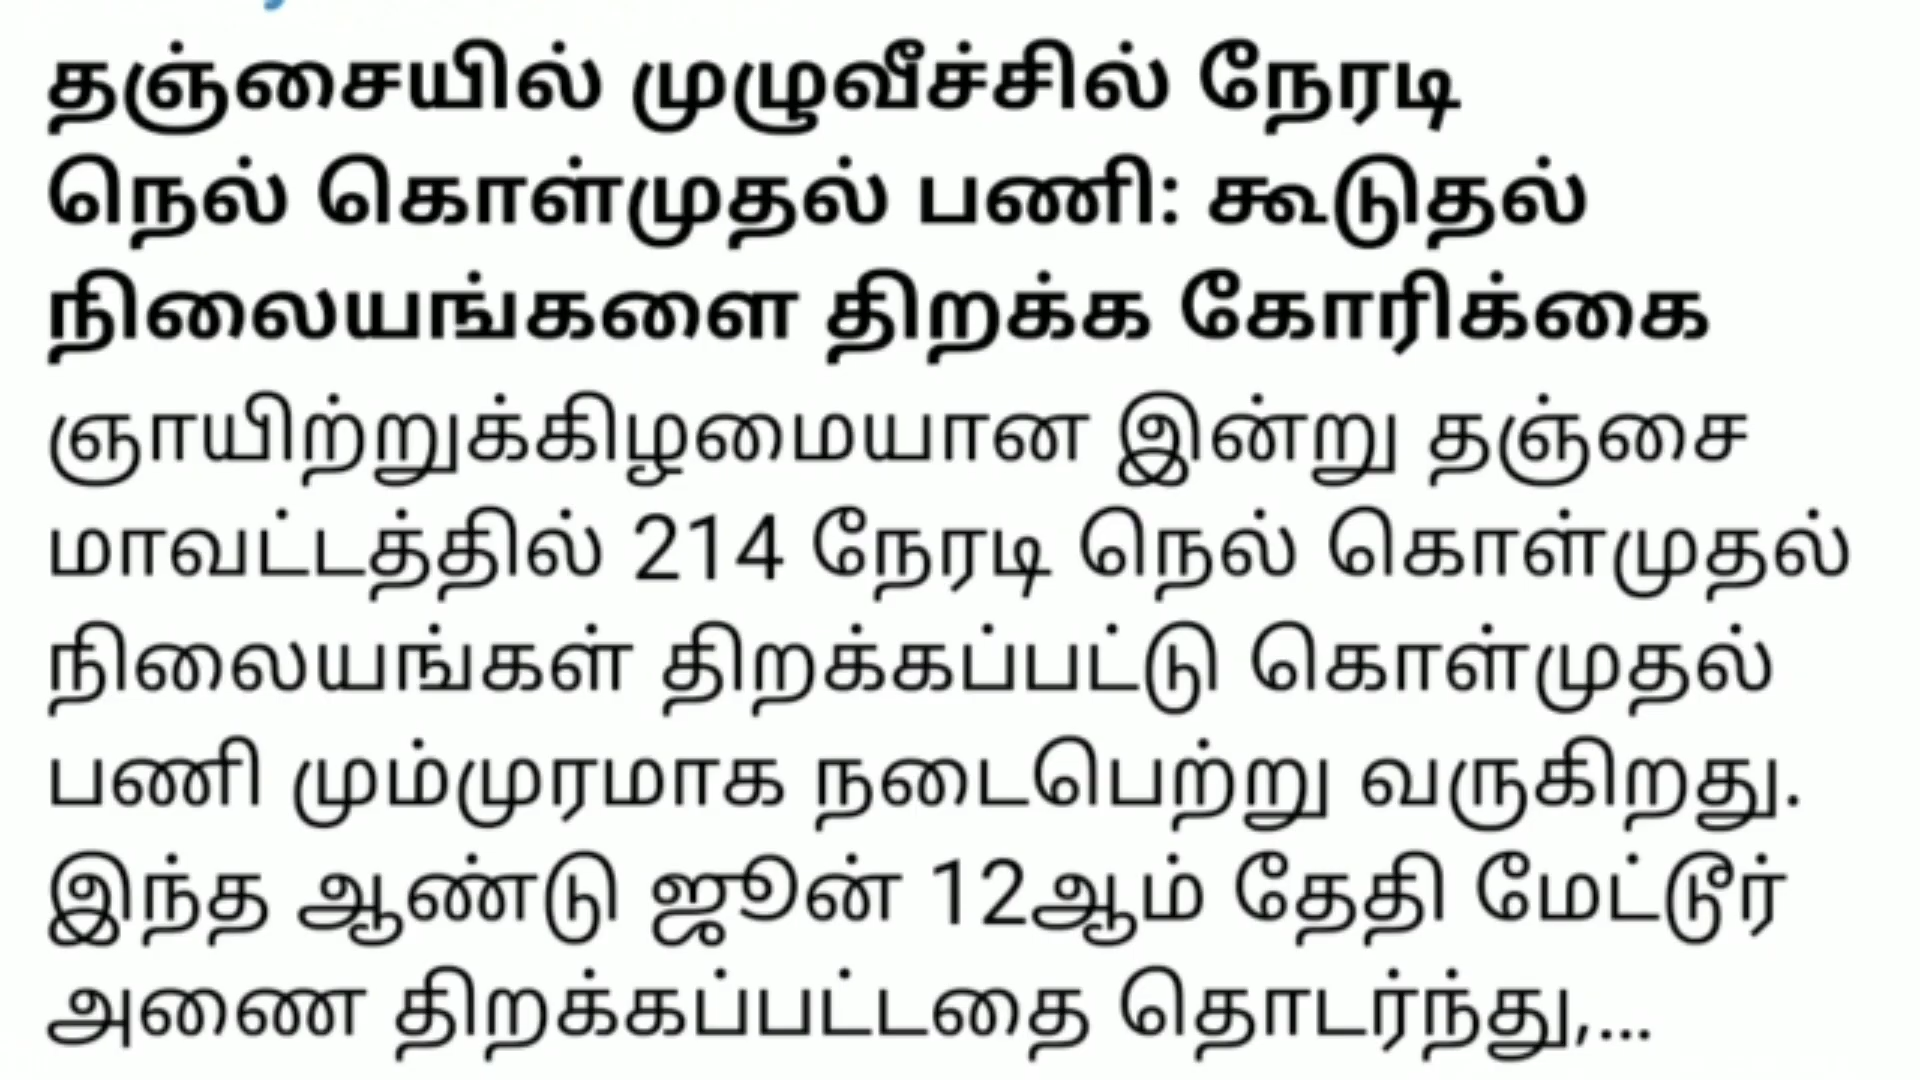 தஞ்சையில் முழுவீச்சில் நேரடி
நெல் கொள்முதல் பணி: கூடுதல்
நிலையங்களை திறக்க கோரிக்கை
ஞாயிற்றுக்கிழமையான இன்று தஞ்சை
மாவட்டத்தில் 214 நேரடி நெல் கொள்முதல்
நிலையங்கள் திறக்கப்பட்டு கொள்முதல்
பணி மும்முரமாக நடைபெற்று வருகிறது.
இந்த ஆண்டு ஜூன் 12ஆம் தேதி மேட்டூர்
அணை திறக்கப்பட்டதை தொடர்ந்து,...